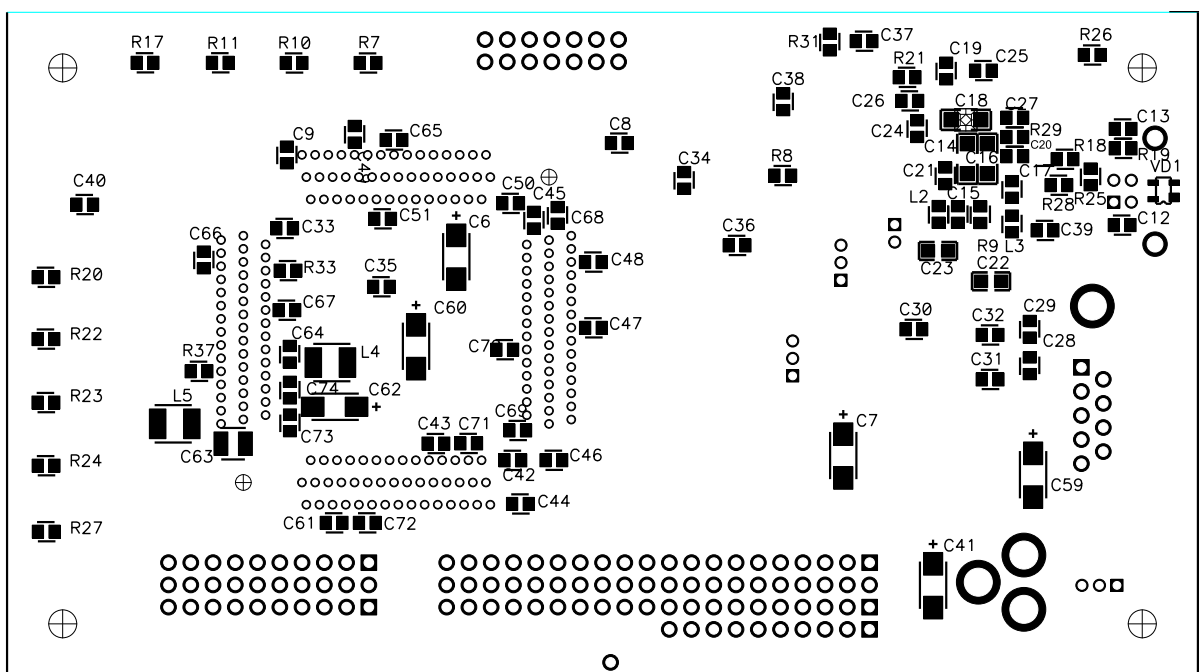 R17 R11 R10 R7 R31 C37 R26
R21 C19 C25
C38 C26 C18 C27
C9 C65 C8 C24 R29 C13
C14 C20 R18 R19
C34 R8 C21 C16 C17 VD1
C40 C50 C45 L2 C15 R28 R25
C33 C51 C6 C68 C36 C39 C12
C66 R9 L3
R20 R33 C35 C48 C23 C22
C67 C60 C30 C32 C29
R22 C64 C47 C28
R37 L4 C31
R23 L5 C74 C62
C73 C43 C71 C69 C7
R24 C63 C42 C46
C44 C59
R27 C61 C72
C41